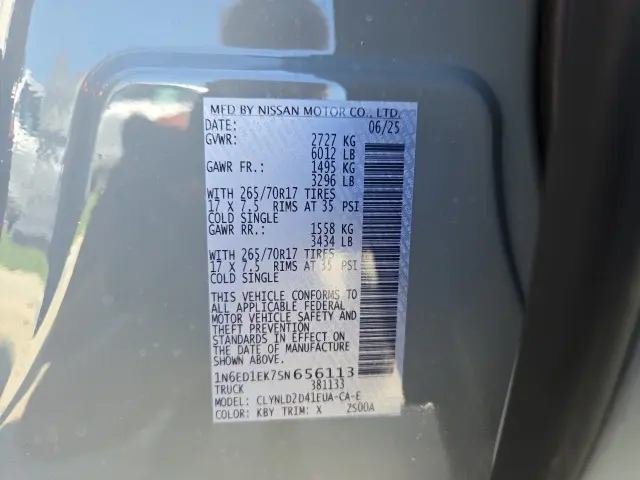 MFD BY NISSAN MOTOR CO., LTD.
DATE: 06/25
GVWR: 2727 KG
6012 LB
GAWR FR.: 1495 KG
3296 LB
WITH 265/70R17 TIRES
17 X 7.5 RIMS AT 35 PSI
COLD SINGLE
GAWR RR.: 1558 KG
3434 LB
WITH 265/70R17 TIRES
17 X 7.5 RIMS AT 35 PSI
COLD SINGLE
THIS VEHICLE CONFORMS TO
ALL APPLICABLE FEDERAL
MOTOR VEHICLE SAFETY AND
THEFT PREVENTION
STANDARDS IN EFFECT ON
THE DATE OF MANUFACTURE
SHOWN ABOVE.
1N6ED1EK7SN656113
TRUCK 381133
MODEL: CLYNLD2D41EUA-CA-E
COLOR: KBY TRIM: X ZS00A